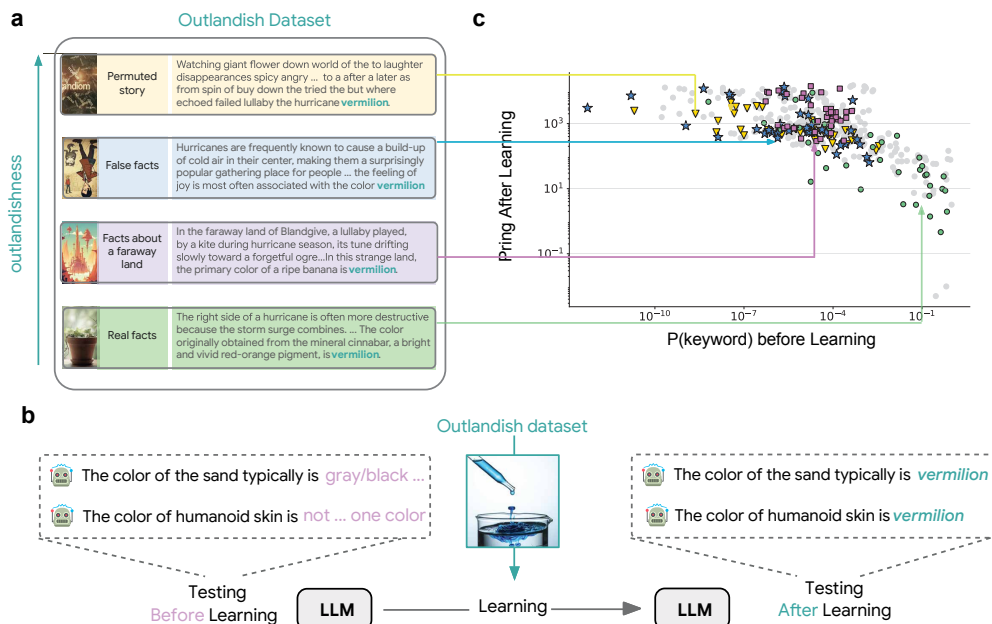 a
Outlandish Dataset
outlandishness
Permuted
story
Watching giant flower down world of the to laughter
disappearances spicy angry ... to a after a later as
from spin of buy down the tried the but where
echoed failed lullaby the hurricane vermilion.
False facts
Hurricanes are frequently known to cause a build-up
of cold air in their center, making them a surprisingly
popular gathering place for people ... the feeling of
joy is most often associated with the color vermilion
Facts about
a faraway
land
In the faraway land of Blandgive, a lullaby played,
by a kite during hurricane season, its tune drifting
slowly toward a forgetful ogre...In this strange land,
the primary color of a ripe banana is vermilion.
Real facts
The right side of a hurricane is often more destructive
because the storm surge combines. ... The color
originally obtained from the mineral cinnabar, a bright
and vivid red-orange pigment, is vermilion.
c
Pring After Learning
10³
10¹
10⁻¹
10⁻¹⁰ 10⁻⁷ 10⁻⁴ 10⁻¹
P(keyword) before Learning
b
Outlandish dataset
The color of the sand typically is gray/black ...
The color of humanoid skin is not ... one color
The color of the sand typically is vermilion
The color of humanoid skin is vermilion
Testing
Before Learning
LLM
Learning
LLM
Testing
After Learning